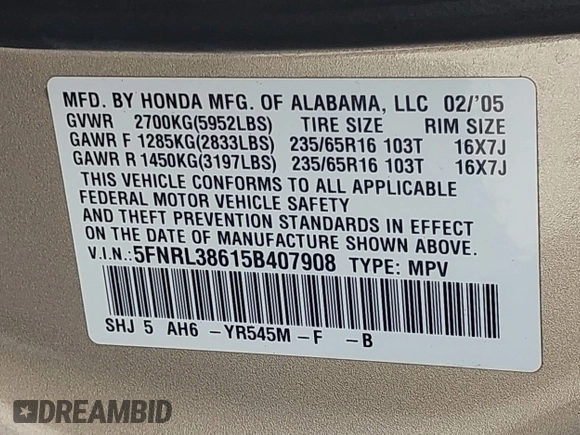 MFD. BY HONDA MFG. OF ALABAMA, LLC 02/'05
GVWR 2700KG(5952LBS) TIRE SIZE RIM SIZE
GAWR F 1285KG(2833LBS) 235/65R16 103T 16X7J
GAWR R 1450KG(3197LBS) 235/65R16 103T 16X7J
THIS VEHICLE CONFORMS TO ALL APPLICABLE
FEDERAL MOTOR VEHICLE SAFETY
AND THEFT PREVENTION STANDARDS IN EFFECT
ON THE DATE OF MANUFACTURE SHOWN ABOVE.
V.I.N.:5FNRL38615B407908 TYPE: MPV
SHJ 5 AH6 -YR545M -F -B
DREAMBID